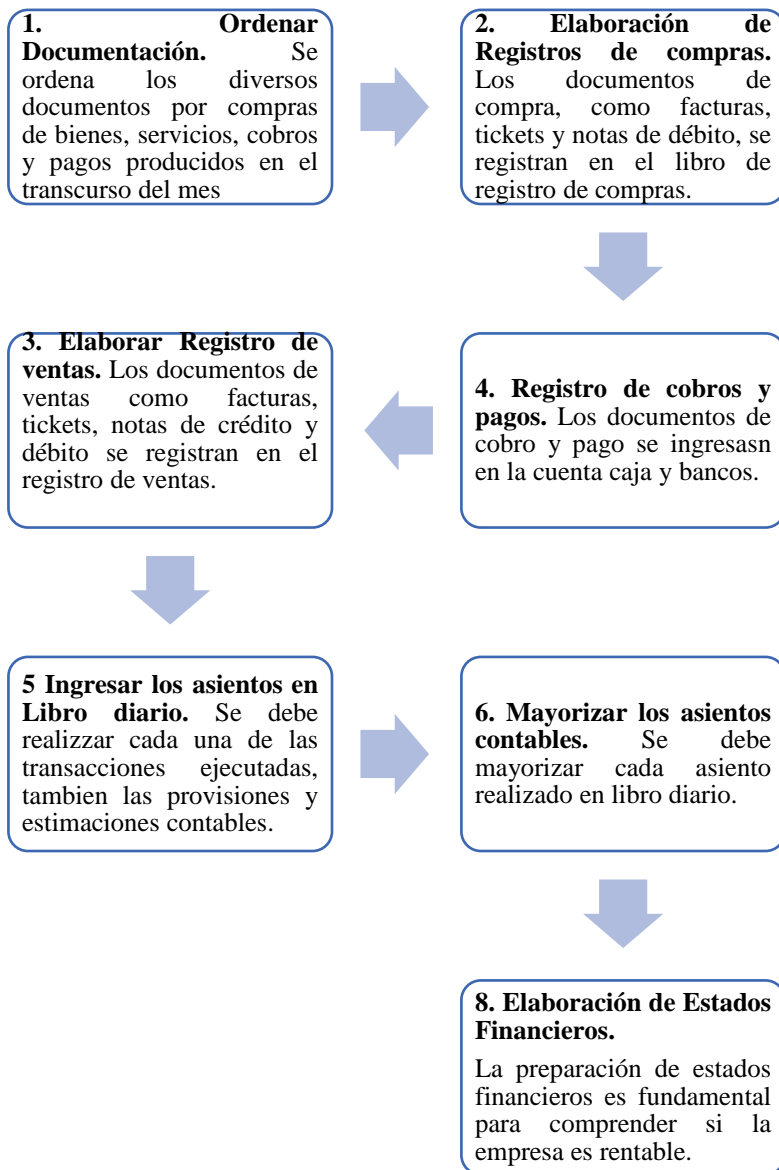 1. Ordenar
Documentación. Se
ordena los diversos
documentos por compras
de bienes, servicios, cobros
y pagos producidos en el
transcurso del mes
2. Elaboración de
Registros de compras.
Los documentos de
compra, como facturas,
tickets y notas de débito, se
registran en el libro de
registro de compras.
3. Elaborar Registro de
ventas. Los documentos de
ventas como facturas,
tickets, notas de crédito y
débito se registran en el
registro de ventas.
4. Registro de cobros y
pagos. Los documentos de
cobro y pago se ingresasn
en la cuenta caja y bancos.
5 Ingresar los asientos en
Libro diario. Se debe
realizzar cada una de las
transacciones ejecutadas,
tambien las provisiones y
estimaciones contables.
6. Mayorizar los asientos
contables. Se debe
mayorizar cada asiento
realizado en libro diario.
8. Elaboración de Estados
Financieros.
La preparación de estados
financieros es fundamental
para comprender si la
empresa es rentable.